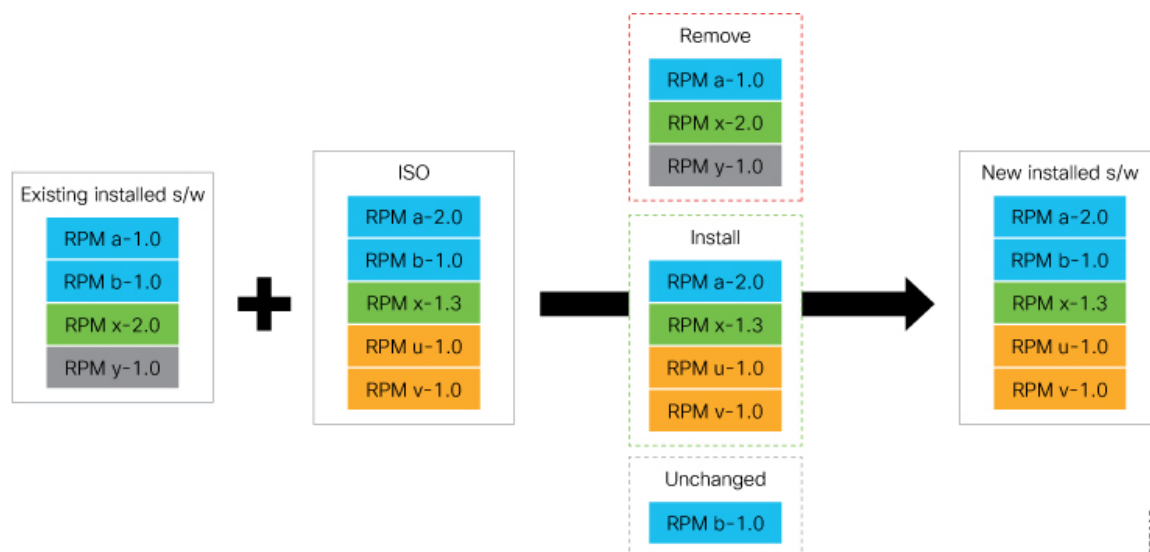 Existing installed s/w
RPM a-1.0
RPM b-1.0
RPM x-2.0
RPM y-1.0
ISO
RPM a-2.0
RPM b-1.0
RPM x-1.3
RPM u-1.0
RPM v-1.0
Remove
RPM a-1.0
RPM x-2.0
RPM y-1.0
Install
RPM a-2.0
RPM x-1.3
RPM u-1.0
RPM v-1.0
Unchanged
RPM b-1.0
New installed s/w
RPM a-2.0
RPM b-1.0
RPM x-1.3
RPM u-1.0
RPM v-1.0